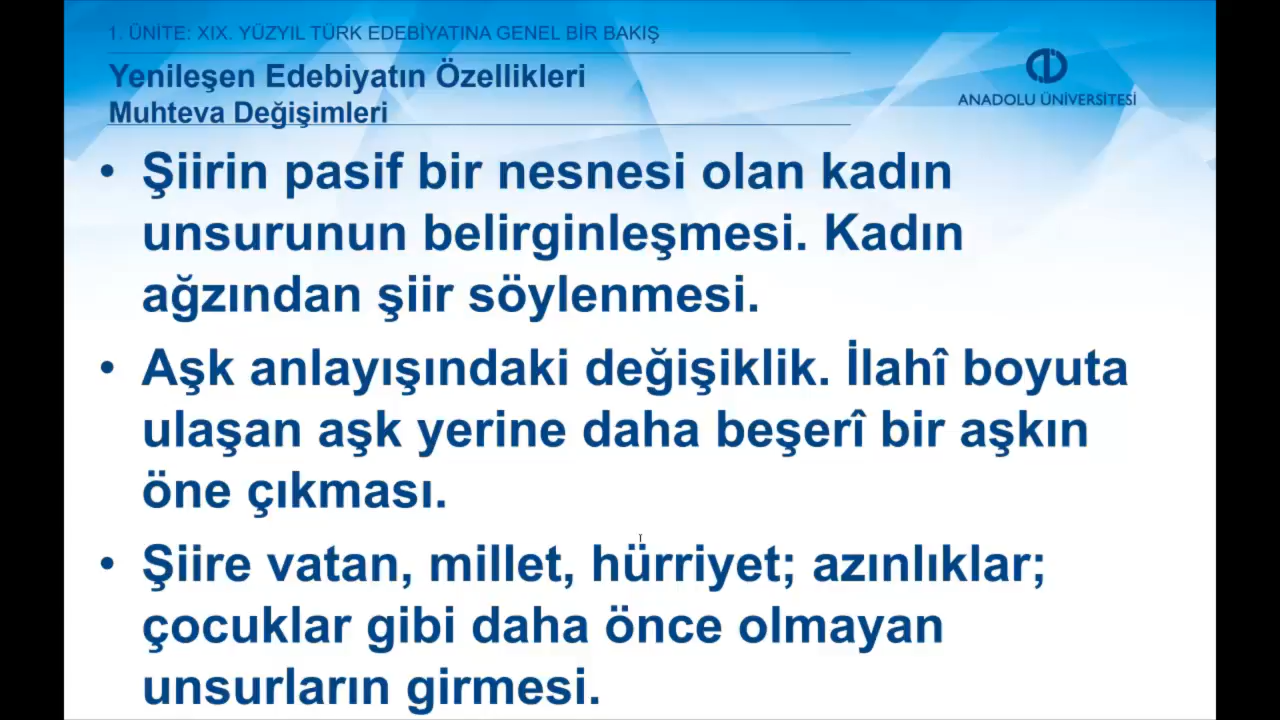 1. ÜNİTE: XIX. YÜZYIL TÜRK EDEBİYATINA GENEL BİR BAKIŞ
Yenileşen Edebiyatın Özellikleri
Muhteva Değişimleri
ANADOLU ÜNİVERSİTESİ
• Şiirin pasif bir nesnesi olan kadın
unsurunun belirginleşmesi. Kadın
ağzından şiir söylenmesi.
• Aşk anlayışındaki değişiklik. İlahî boyuta
ulaşan aşk yerine daha beşerî bir aşkın
öne çıkması.
• Şiire vatan, millet, hürriyet; azınlıklar;
çocuklar gibi daha önce olmayan
unsurların girmesi.